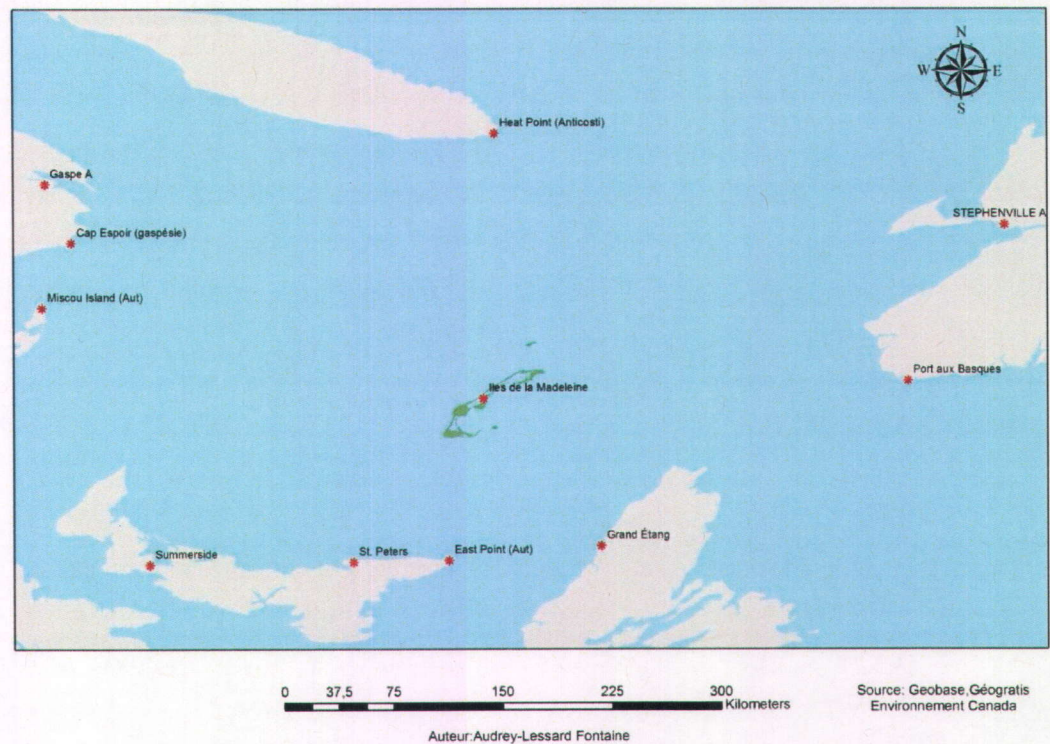 N
W E
S
Heat Point (Anticosti)
Gaspe A
STEPHENVILLE A
Cap Espoir (gaspésie)
Miscou Island (Aut)
Port aux Basques
Iles de la Madeleine
Grand Étang
East Point (Aut)
St. Peters
Summerside
0 37,5 75 150 225 300
Kilometers
Source: Geobase,Géogratis
Environnement Canada
Auteur:Audrey-Lessard Fontaine